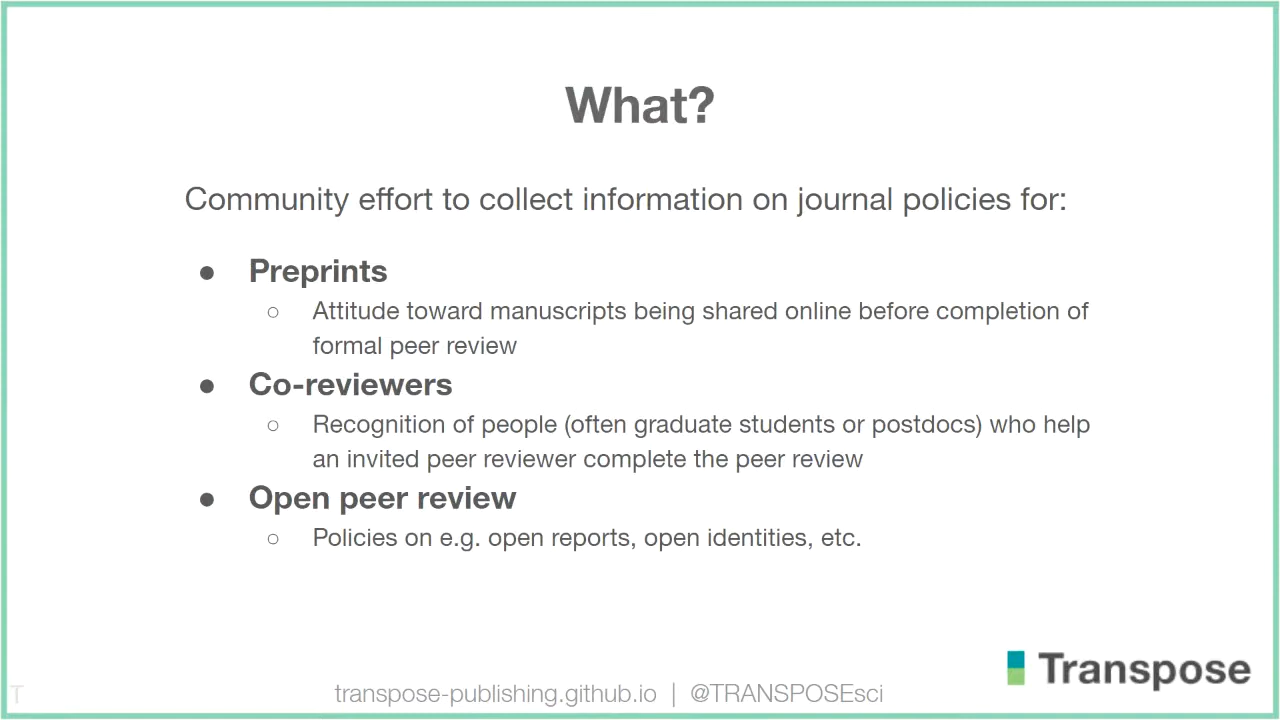 What?
Community effort to collect information on journal policies for:
● Preprints
○ Attitude toward manuscripts being shared online before completion of
formal peer review
● Co-reviewers
○ Recognition of people (often graduate students or postdocs) who help
an invited peer reviewer complete the peer review
● Open peer review
○ Policies on e.g. open reports, open identities, etc.
Transpose
T
transpose-publishing.github.io | @TRANSPOSEsci